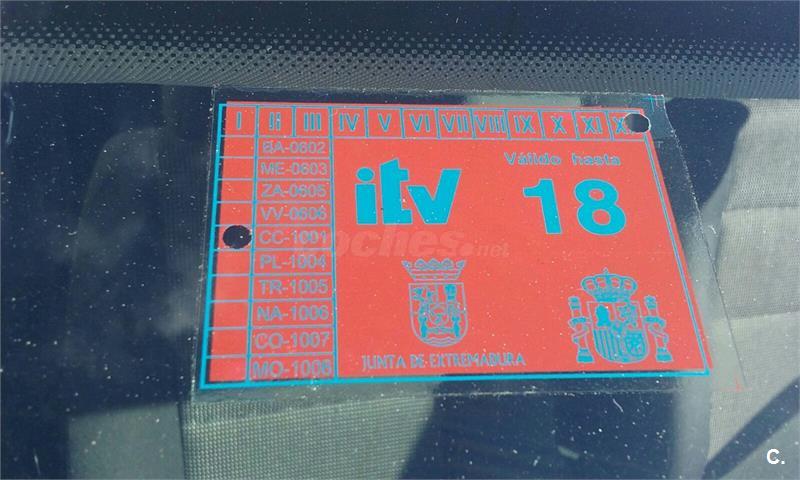 I II III IV V VI VII VIII IX X XI
BA-0602
ME-0603
ZA-0605
VV-0606
CC-1001
PL-1004
TR-1005
NA-1006
CO-1007
MO-1008
itv
Válido hasta
18
coches.net
JUNTA DE EXTREMADURA
C.